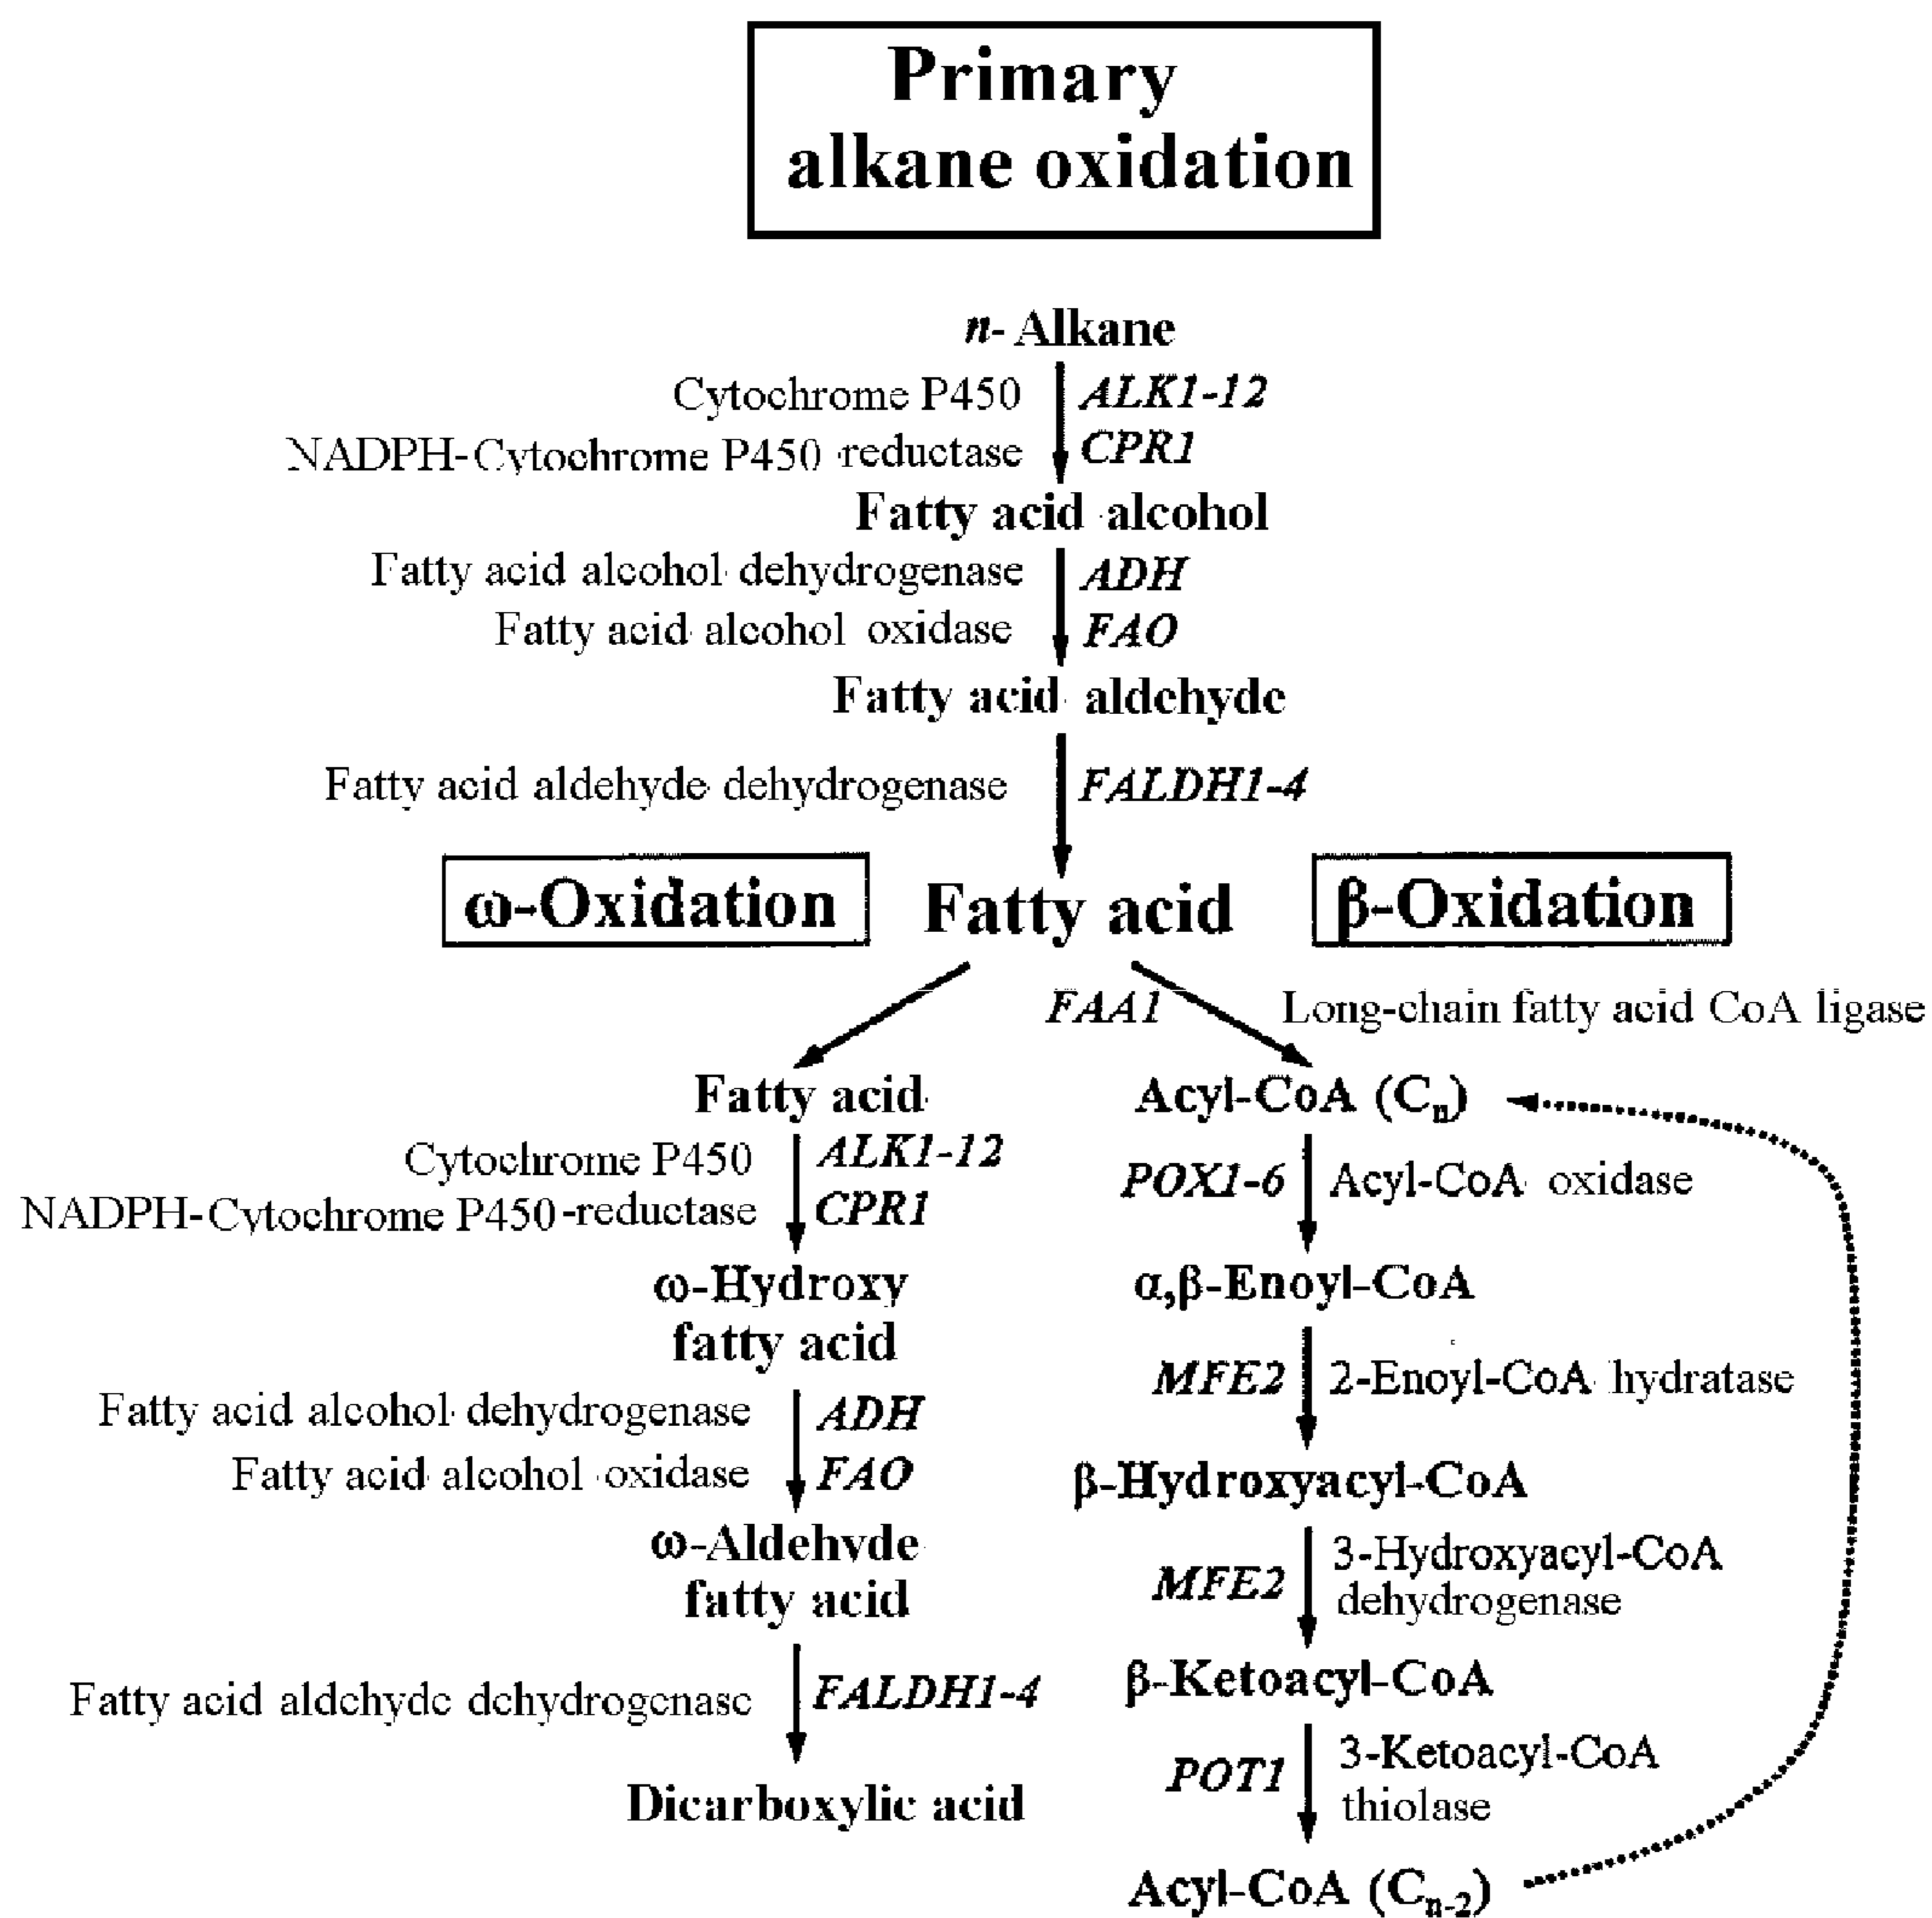 Primary
alkane oxidation
n- Alkane
Cytochrome P450
ALK1-12
NADPH-Cytochrome P450 reductase
CPR1
Fatty acid alcohol
Fatty acid alcohol dehydrogenase
ADH
Fatty acid alcohol oxidase
FAO
Fatty acid aldehyde
Fatty acid aldehyde dehydrogenase
FALDH1-4
ω-Oxidation
Fatty acid
β-Oxidation
FAA1
Long-chain fatty acid CoA ligase
Fatty acid
Cytochrome P450
ALK1-12
NADPH-Cytochrome P450-reductase
CPR1
ω-Hydroxy
fatty acid
Fatty acid alcohol dehydrogenase
ADH
Fatty acid alcohol oxidase
FAO
ω-Aldehyde
fatty acid
Fatty acid aldehyde dehydrogenase
FALDH1-4
Dicarboxylic acid
Acyl-CoA (Cn)
POX1-6
Acyl-CoA oxidase
α,β-Enoyl-CoA
MFE2
2-Enoyl-CoA hydratase
β-Hydroxyacyl-CoA
MFE2
3-Hydroxyacyl-CoA
dehydrogenase
β-Ketoacyl-CoA
POT1
3-Ketoacyl-CoA
thiolase
Acyl-CoA (Cn-2)